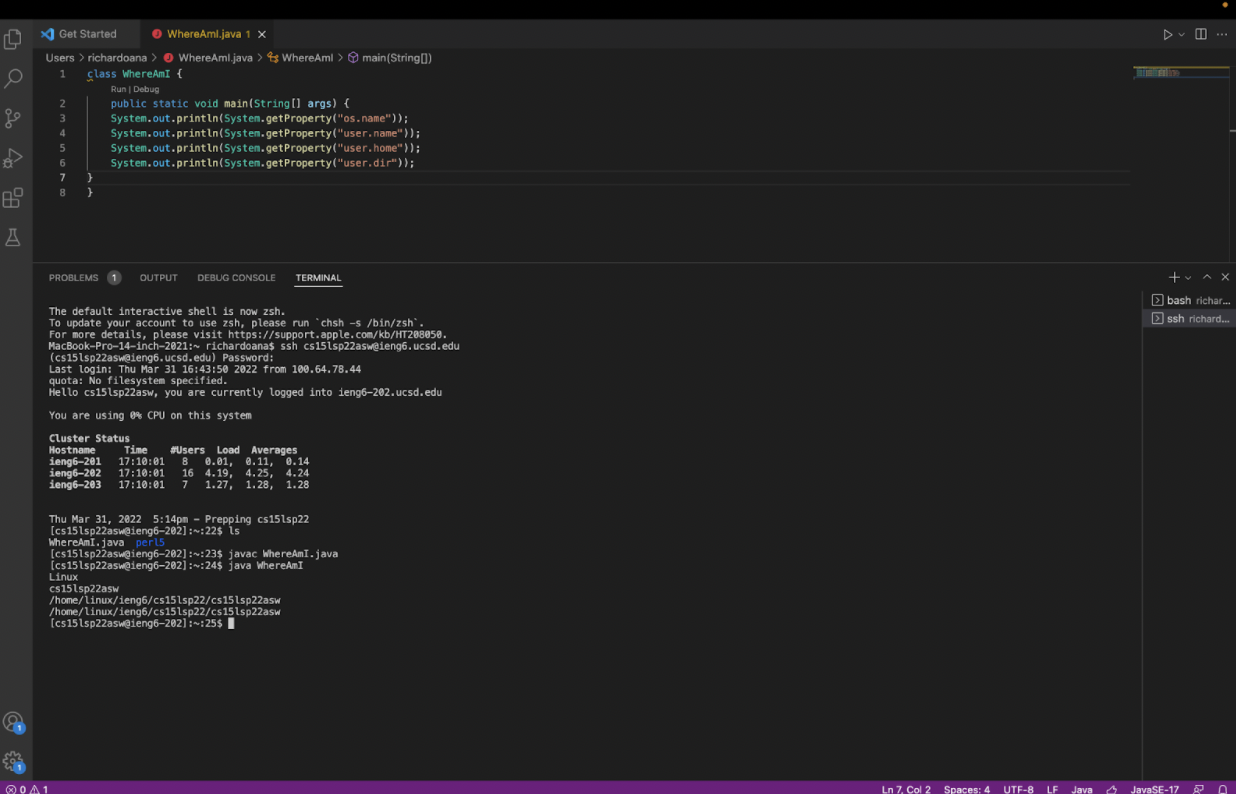 Get Started
WhereAmI.java 1
Users > richardoana > WhereAmI.java > WhereAmI > main(String[])
1 class WhereAmI {
Run | Debug
2 public static void main(String[] args) {
3 System.out.println(System.getProperty("os.name"));
4 System.out.println(System.getProperty("user.name"));
5 System.out.println(System.getProperty("user.home"));
6 System.out.println(System.getProperty("user.dir"));
7 }
8 }
PROBLEMS 1 OUTPUT DEBUG CONSOLE TERMINAL
bash richar...
ssh richard...
The default interactive shell is now zsh.
To update your account to use zsh, please run `chsh -s /bin/zsh`.
For more details, please visit https://support.apple.com/kb/HT208050.
MacBook-Pro-14-inch-2021:~ richardoana$ ssh cs15lsp22asw@ieng6.ucsd.edu
(cs15lsp22asw@ieng6.ucsd.edu) Password:
Last login: Thu Mar 31 16:43:50 2022 from 100.64.78.44
quota: No filesystem specified.
Hello cs15lsp22asw, you are currently logged into ieng6-202.ucsd.edu
You are using 0% CPU on this system
Cluster Status
Hostname Time #Users Load Averages
ieng6-201 17:10:01 8 0.01, 0.11, 0.14
ieng6-202 17:10:01 16 4.19, 4.25, 4.24
ieng6-203 17:10:01 7 1.27, 1.28, 1.28
Thu Mar 31, 2022 5:14pm - Prepping cs15lsp22
[cs15lsp22asw@ieng6-202]:~:22$ ls
WhereAmI.java perl5
[cs15lsp22asw@ieng6-202]:~:23$ javac WhereAmI.java
[cs15lsp22asw@ieng6-202]:~:24$ java WhereAmI
Linux
cs15lsp22asw
/home/linux/ieng6/cs15lsp22/cs15lsp22asw
/home/linux/ieng6/cs15lsp22/cs15lsp22asw
[cs15lsp22asw@ieng6-202]:~:25$
1
1
0 1 Ln 7, Col 2 Spaces: 4 UTF-8 LF Java JavaSE-17